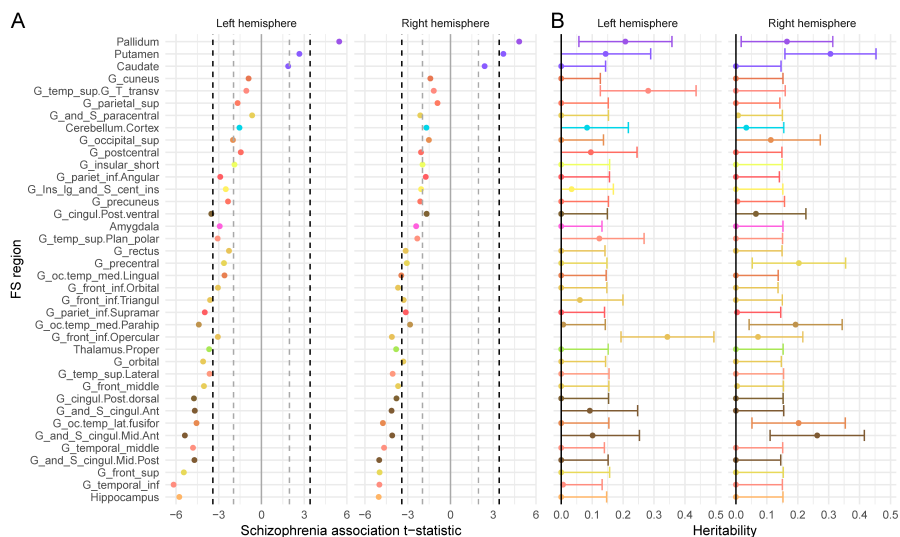 A
B
Left hemisphere
Right hemisphere
Left hemisphere
Right hemisphere
FS region
Pallidum
Putamen
Caudate
G_cuneus
G_temp_sup.G_T_transv
G_parietal_sup
G_and_S_paracentral
Cerebellum.Cortex
G_occipital_sup
G_postcentral
G_insular_short
G_pariet_inf.Angular
G_Ins_lg_and_S_cent_ins
G_precuneus
G_cingul.Post.ventral
Amygdala
G_temp_sup.Plan_polar
G_rectus
G_precentral
G_oc.temp_med.Lingual
G_front_inf.Orbital
G_front_inf.Triangul
G_pariet_inf.Supramar
G_oc.temp_med.Parahip
G_front_inf.Opercular
Thalamus.Proper
G_orbital
G_temp_sup.Lateral
G_front_middle
G_cingul.Post.dorsal
G_and_S_cingul.Ant
G_oc.temp_lat.fusifor
G_and_S_cingul.Mid.Ant
G_temporal_middle
G_and_S_cingul.Mid.Post
G_front_sup
G_temporal_inf
Hippocampus
−6 −3 0 3 6 −6 −3 0 3 6
0.0 0.1 0.2 0.3 0.4 0.5 0.0 0.1 0.2 0.3 0.4 0.5
Schizophrenia association t−statistic
Heritability